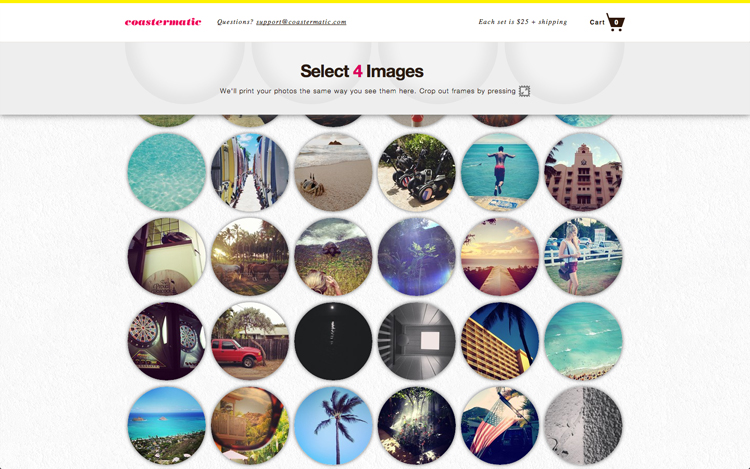 coastermatic Questions? support@coastermatic.com Each set is $25 + shipping Cart 0
Select 4 Images
We'll print your photos the same way you see them here. Crop out frames by pressing